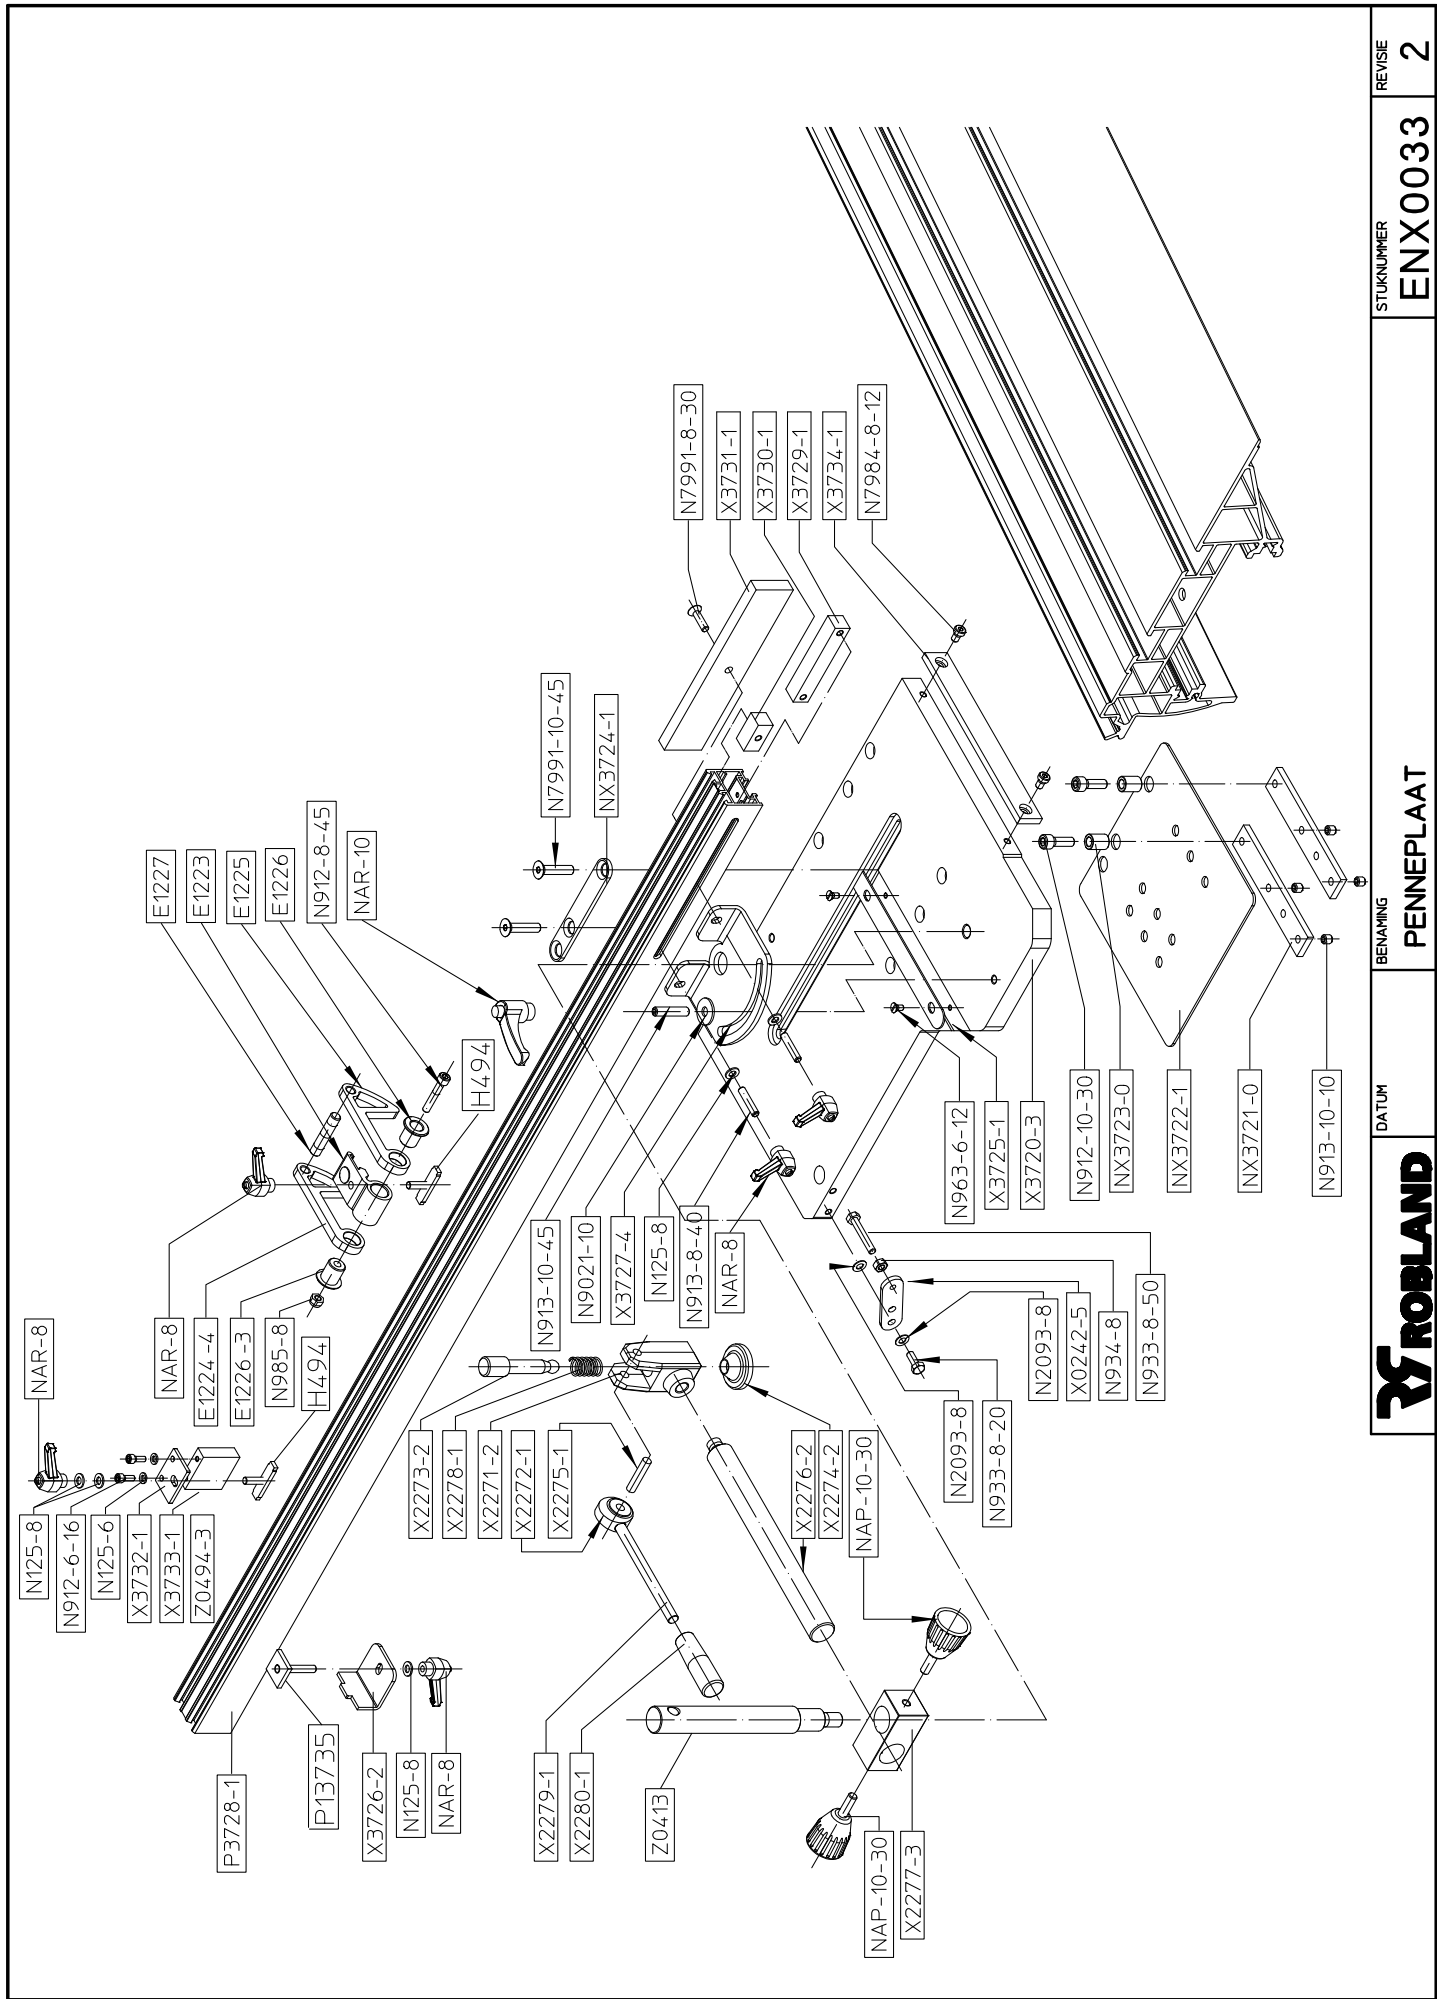 NAR-8
N125-8
N912-6-16
N125-6
X3732-1
X3733-1
Z0494-3
H494
NAR-8
E1224-4
E1226-3
N985-8
E1227
E1223
E1225
E1226
N912-8-45
NAR-10
H494
N7991-10-45
NX3724-1
N7991-8-30
X3731-1
X3730-1
X3729-1
X3734-1
N7984-8-12
P3728-1
P13735
X3726-2
N125-8
NAR-8
X2273-2
X2278-1
X2271-2
X2272-1
X2275-1
N913-10-45
N9021-10
X3727-4
N125-8
N913-8-40
NAR-8
X2279-1
X2280-1
Z0413
X2276-2
X2274-2
NAP-10-30
NAP-10-30
X2277-3
N2093-8
N933-8-20
N2093-8
X0242-5
N934-8
N933-8-50
N963-6-12
X3725-1
X3720-3
N912-10-30
NX3723-0
NX3722-1
NX3721-0
N913-10-10
ROBLAND
DATUM
BENAMING
PENNEPLAAT
STUKNUMMER
ENX0033
REVISIE
2